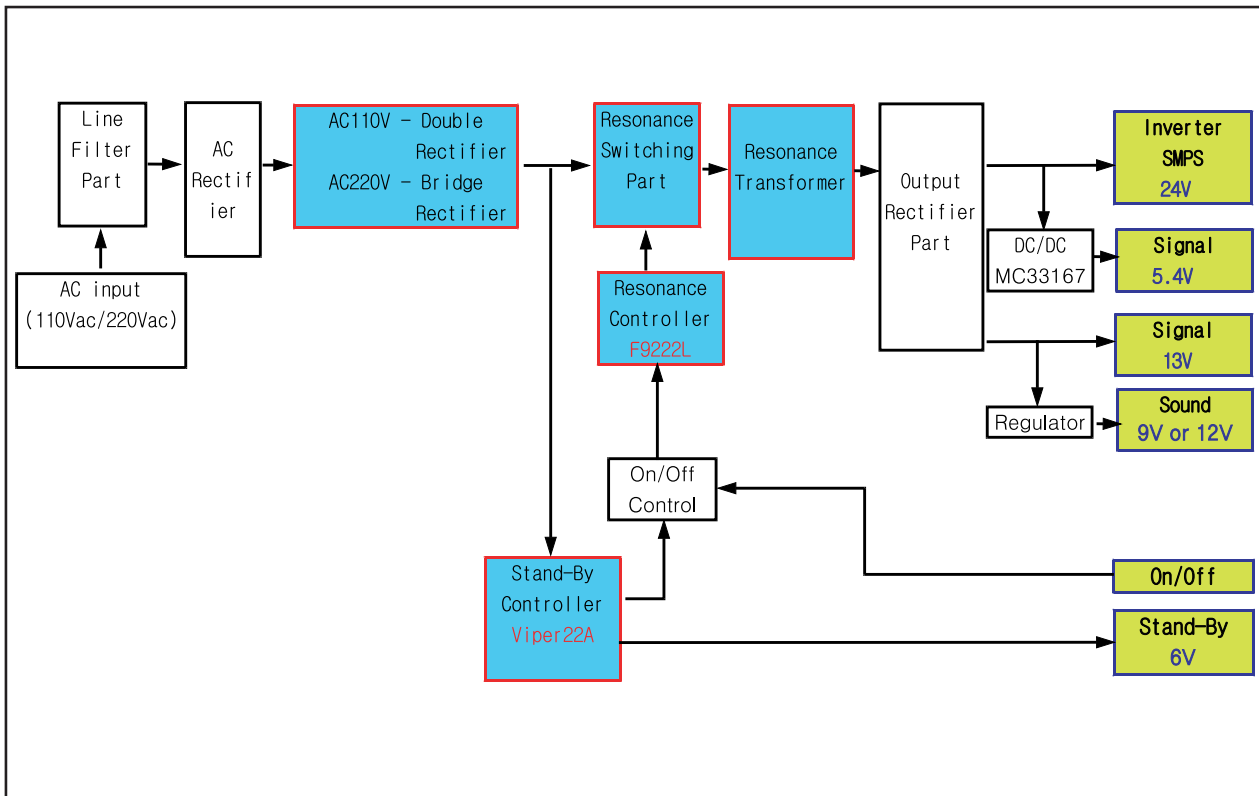 Line
Filter
Part
AC
Rectif
ier
AC110V - Double
Rectifier
AC220V - Bridge
Rectifier
Resonance
Switching
Part
Resonance
Transformer
Output
Rectifier
Part
Inverter
SMPS
24V
DC/DC
MC33167
Signal
5.4V
AC input
(110Vac/220Vac)
Resonance
Controller
F9222L
Signal
13V
Regulator
Sound
9V or 12V
On/Off
Control
Stand-By
Controller
Viper22A
On/Off
Stand-By
6V